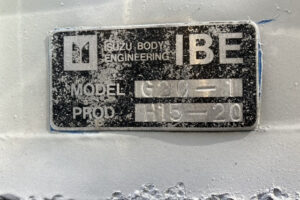 ISUZU BODY IBE
ENGINEERING
MODEL G20-1
PROD H15-20